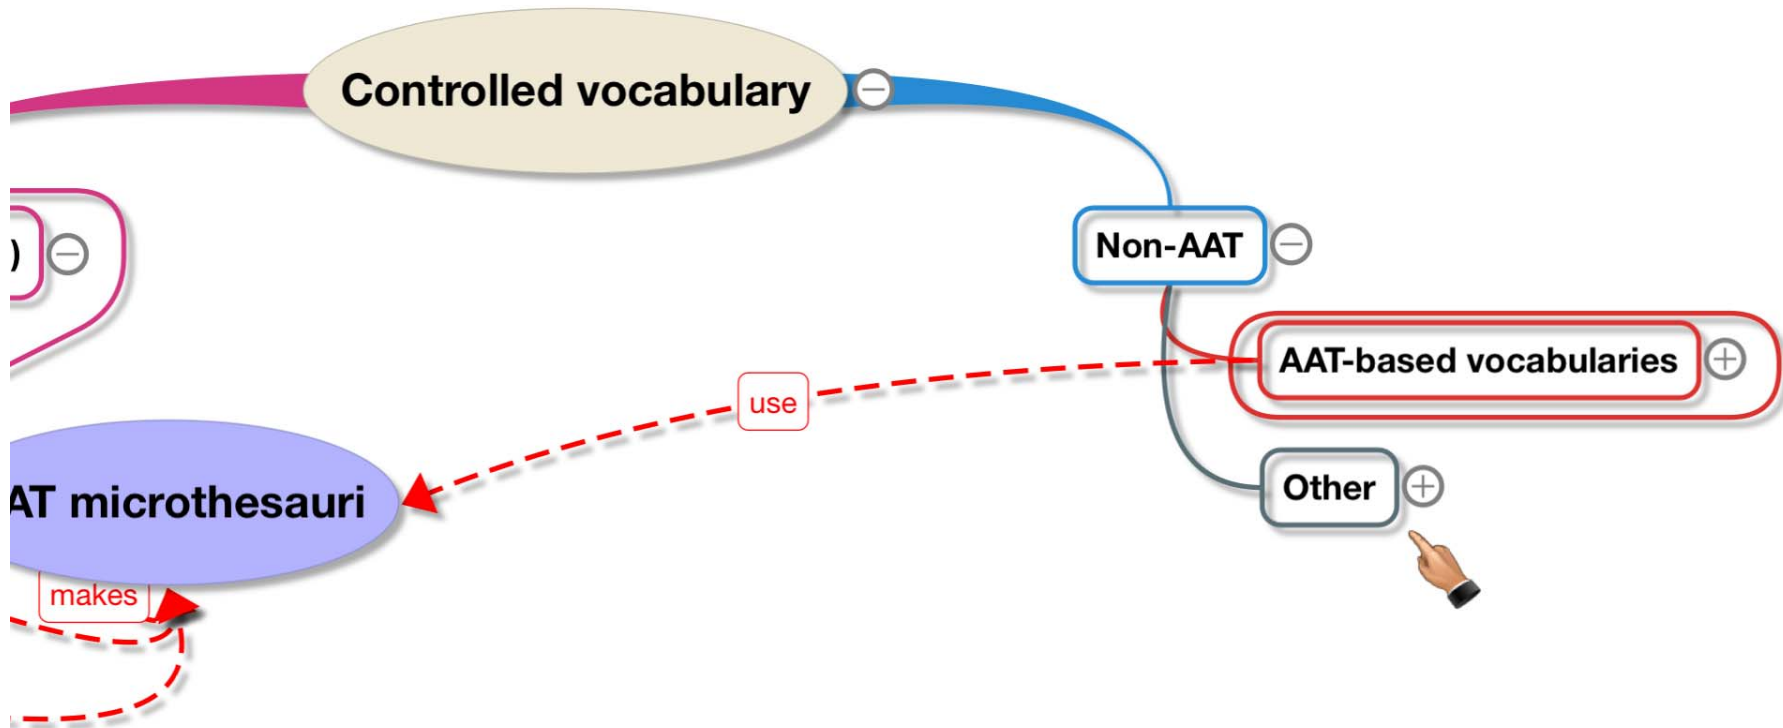 Controlled vocabulary
)
Non-AAT
AAT-based vocabularies
use
Other
AT microthesauri
makes